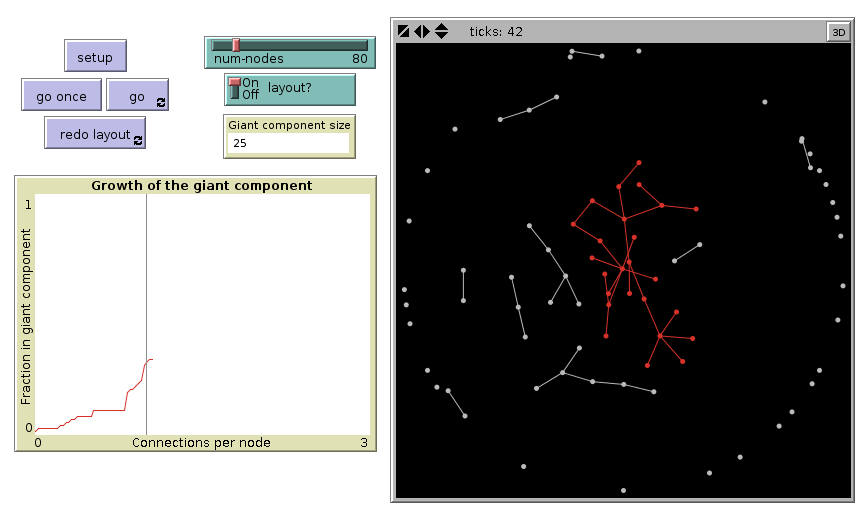 setup
go once
go
redo layout
num-nodes 80
On
Off
layout?
Giant component size
25
Growth of the giant component
1
Fraction in giant component
0
0 Connections per node 3
ticks: 42
3D